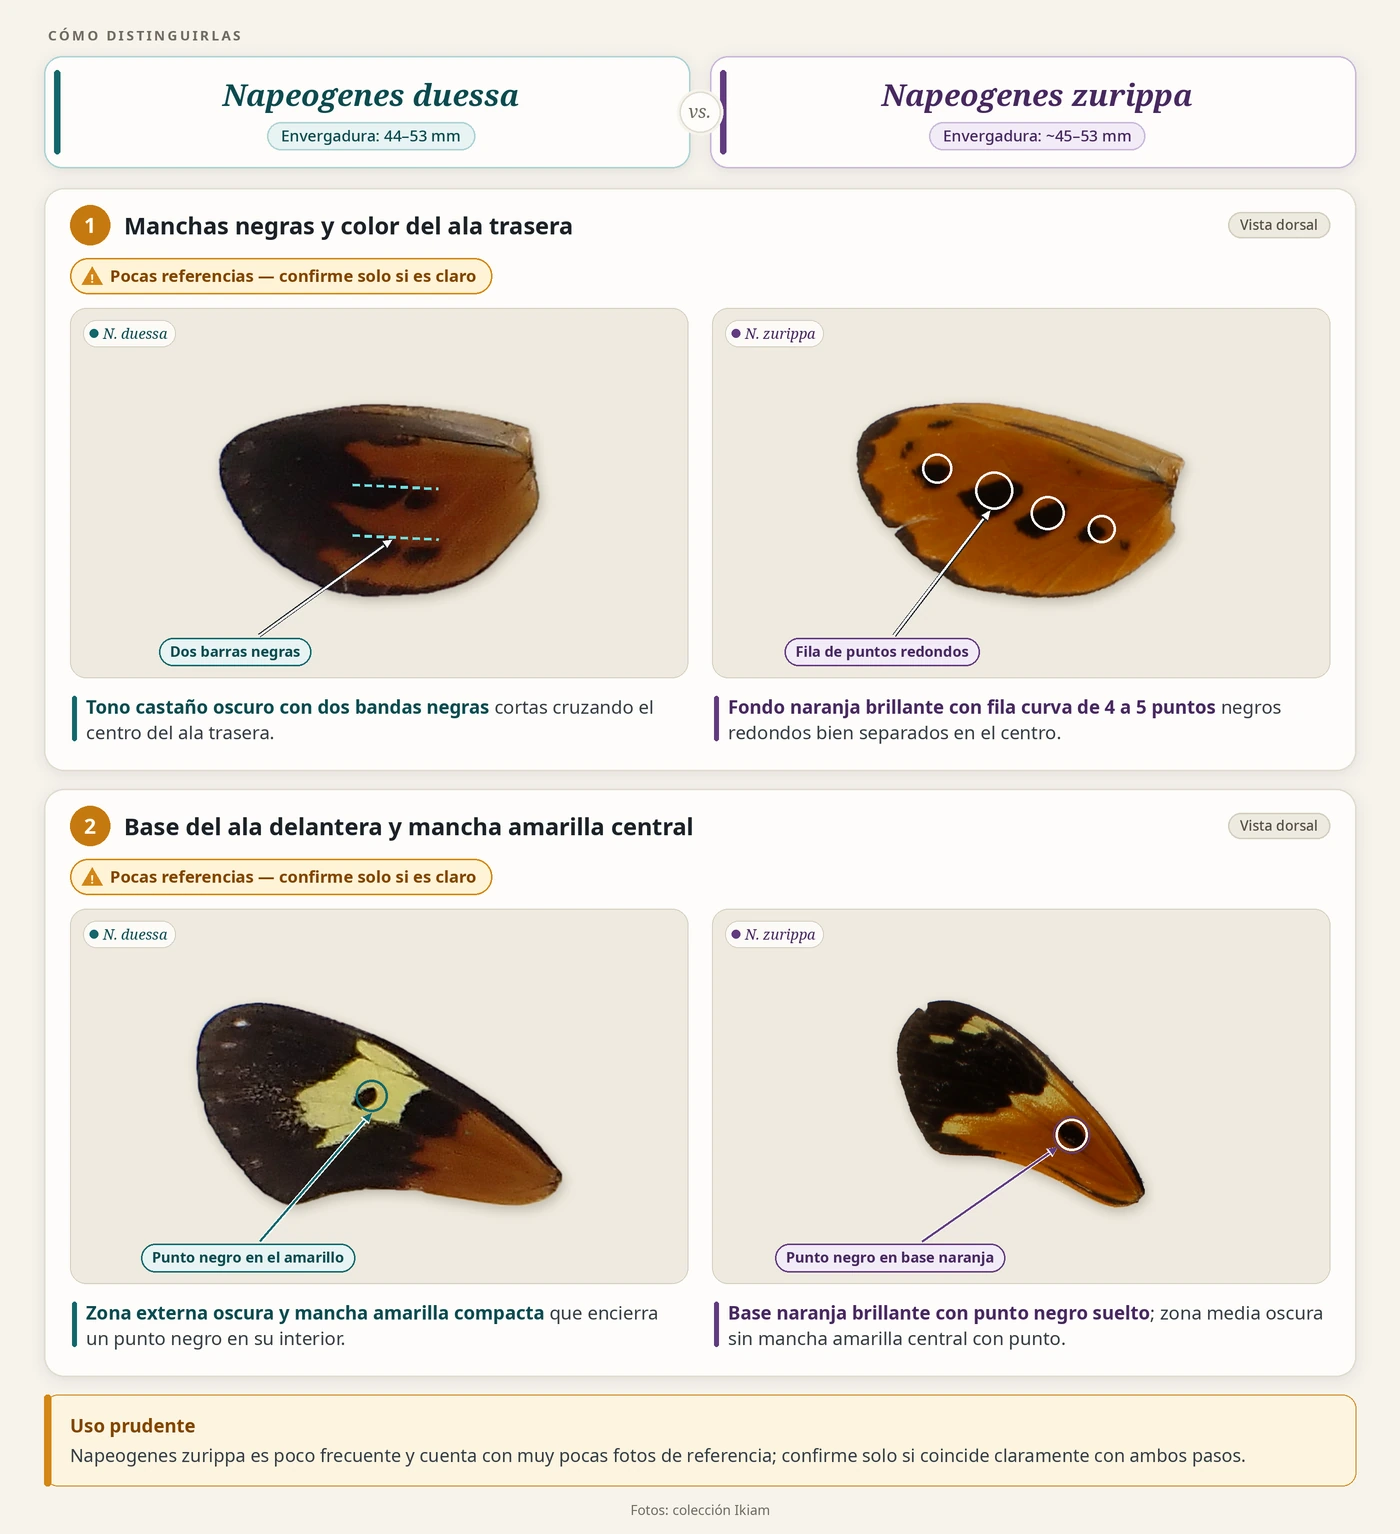 CÓMO DISTINGUIRLAS
Napeogenes duessa
Envergadura: 44–53 mm
vs.
Napeogenes zurippa
Envergadura: ~45–53 mm
1
Manchas negras y color del ala trasera
Vista dorsal
Pocas referencias — confirme solo si es claro
N. duessa
Dos barras negras
N. zurippa
Fila de puntos redondos
Tono castaño oscuro con dos bandas negras cortas cruzando el
centro del ala trasera.
Fondo naranja brillante con fila curva de 4 a 5 puntos negros
redondos bien separados en el centro.
2
Base del ala delantera y mancha amarilla central
Vista dorsal
Pocas referencias — confirme solo si es claro
N. duessa
Punto negro en el amarillo
N. zurippa
Punto negro en base naranja
Zona externa oscura y mancha amarilla compacta que encierra
un punto negro en su interior.
Base naranja brillante con punto negro suelto; zona media oscura
sin mancha amarilla central con punto.
Uso prudente
Napeogenes zurippa es poco frecuente y cuenta con muy pocas fotos de referencia; confirme solo si coincide claramente con ambos pasos.
Fotos: colección Ikiam